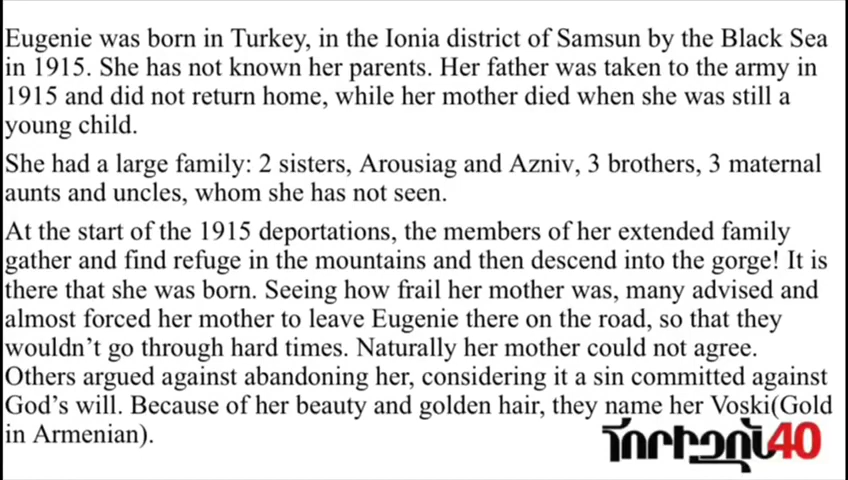 Eugenie was born in Turkey, in the Ionia district of Samsun by the Black Sea
in 1915. She has not known her parents. Her father was taken to the army in
1915 and did not return home, while her mother died when she was still a
young child.
She had a large family: 2 sisters, Arousiag and Azniv, 3 brothers, 3 maternal
aunts and uncles, whom she has not seen.
At the start of the 1915 deportations, the members of her extended family
gather and find refuge in the mountains and then descend into the gorge! It is
there that she was born. Seeing how frail her mother was, many advised and
almost forced her mother to leave Eugenie there on the road, so that they
wouldn’t go through hard times. Naturally her mother could not agree.
Others argued against abandoning her, considering it a sin committed against
God’s will. Because of her beauty and golden hair, they name her Voski(Gold
in Armenian).
40